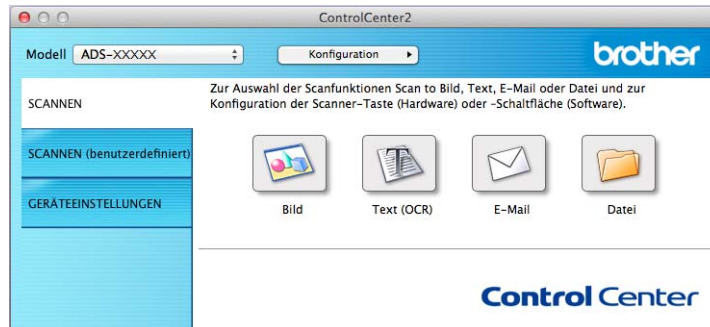 ControlCenter2
Modell ADS-XXXXX Konfiguration brother
SCANNEN
Zur Auswahl der Scanfunktionen Scan to Bild, Text, E-Mail oder Datei und zur
Konfiguration der Scanner-Taste (Hardware) oder -Schaltfläche (Software).
SCANNEN (benutzerdefiniert)
GERÄTEEINSTELLUNGEN
Bild Text (OCR) E-Mail Datei
Control Center